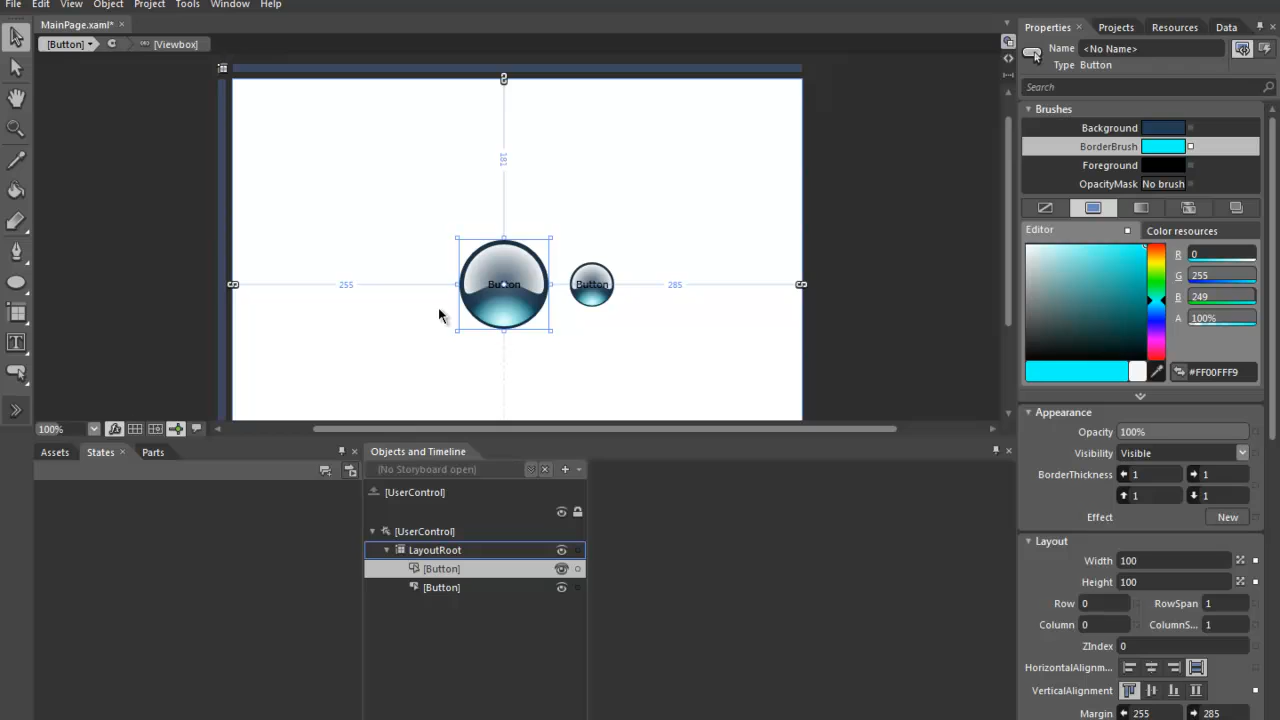 File Edit View Object Project Tools Window Help
MainPage.xaml* ×
[Button] [Viewbox]
181
255
285
Button
Button
100%
Assets States × Parts
Objects and Timeline
(No Storyboard open)
[UserControl]
[UserControl]
LayoutRoot
[Button]
[Button]
Properties × Projects Resources Data
Name <No Name>
Type Button
Search
Brushes
Background
BorderBrush
Foreground
OpacityMask No brush
Editor Color resources
R 0
G 255
B 249
A 100%
#FF00FFF9
Appearance
Opacity 100%
Visibility Visible
BorderThickness 1 1
1 1
Effect New
Layout
Width 100
Height 100
Row 0 RowSpan 1
Column 0 ColumnS... 1
ZIndex 0
HorizontalAlignm...
VerticalAlignment
Margin 255 285